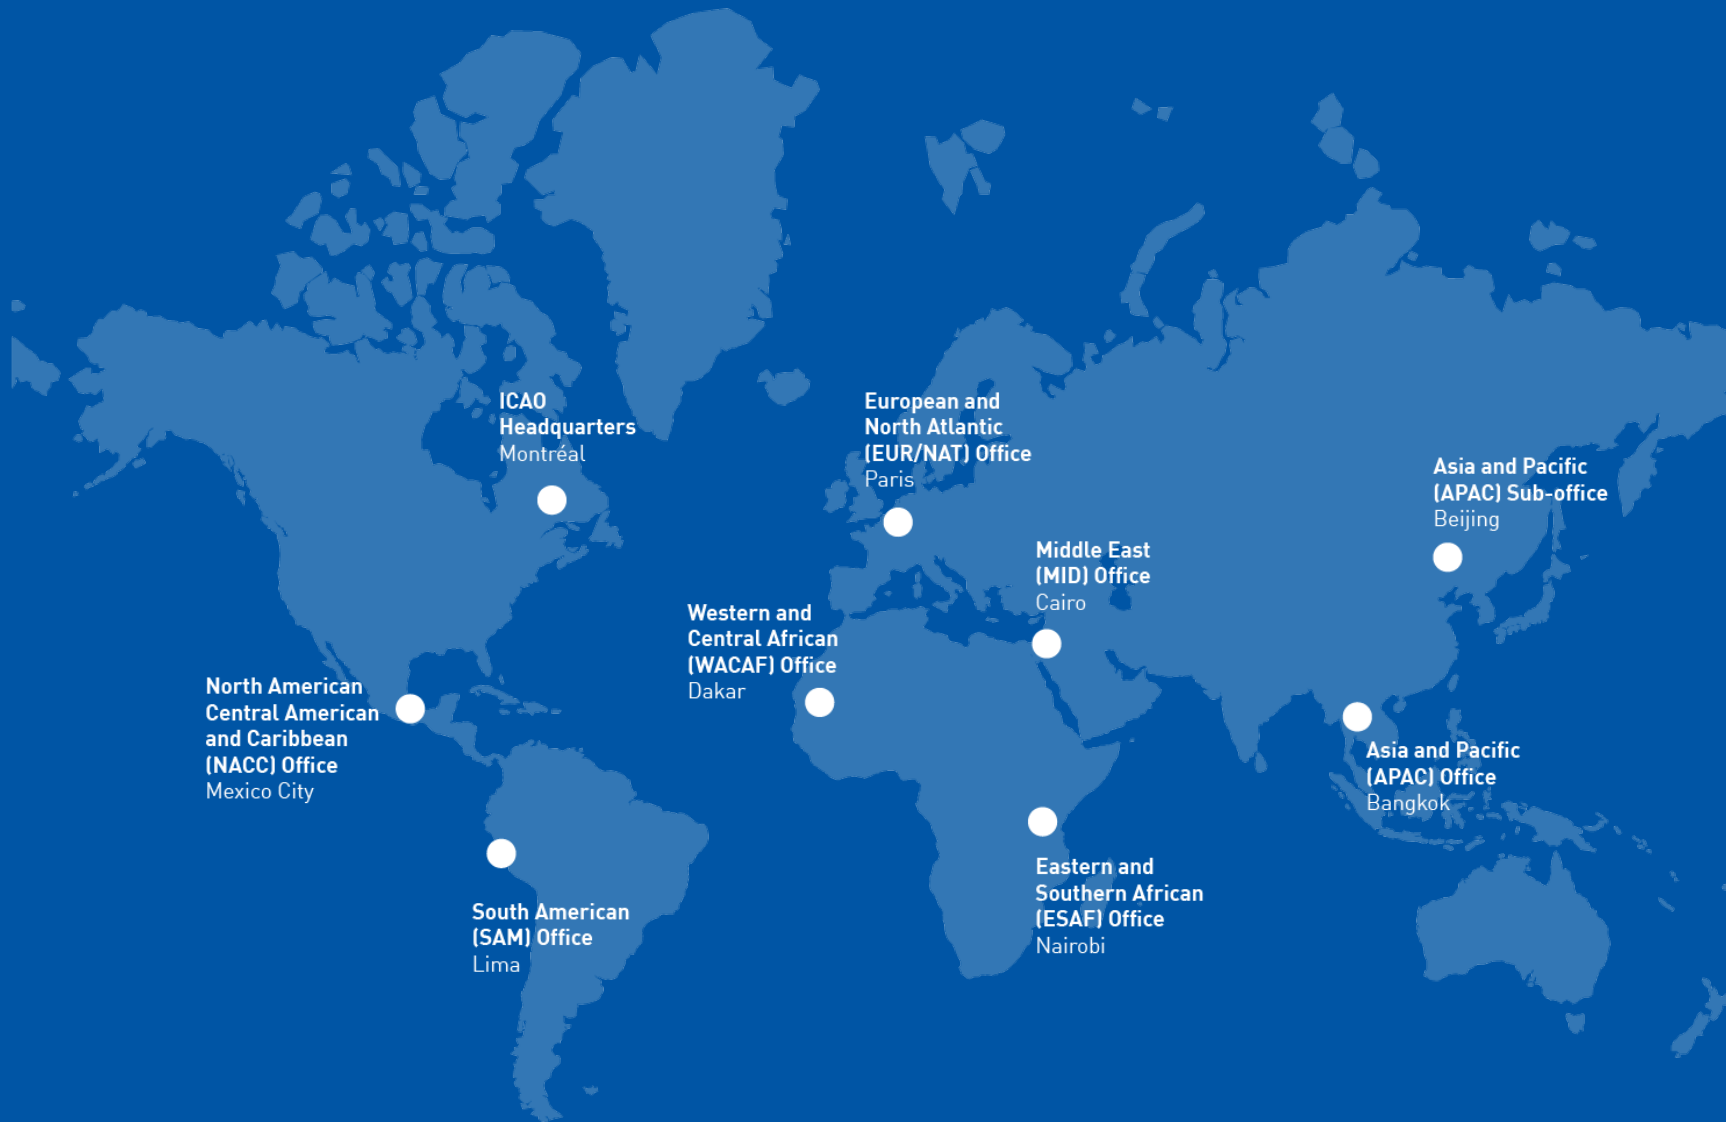 ICAO
Headquarters
Montréal
European and
North Atlantic
(EUR/NAT) Office
Paris
Asia and Pacific
(APAC) Sub-office
Beijing
Middle East
(MID) Office
Cairo
Western and
Central African
(WACAF) Office
Dakar
North American
Central American
and Caribbean
(NACC) Office
Mexico City
Asia and Pacific
(APAC) Office
Bangkok
Eastern and
Southern African
(ESAF) Office
Nairobi
South American
(SAM) Office
Lima